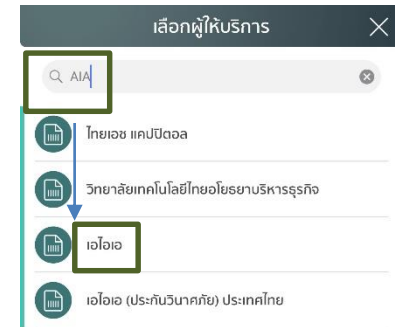 เลือกผู้ให้บริการ
AIA
ไทยเอช แคปปิตอล
วิทยาลัยเทคโนโลยีไทยอโยธยาบริหารธุรกิจ
เอไอเอ
เอไอเอ (ประกันวินาศภัย) ประเทศไทย